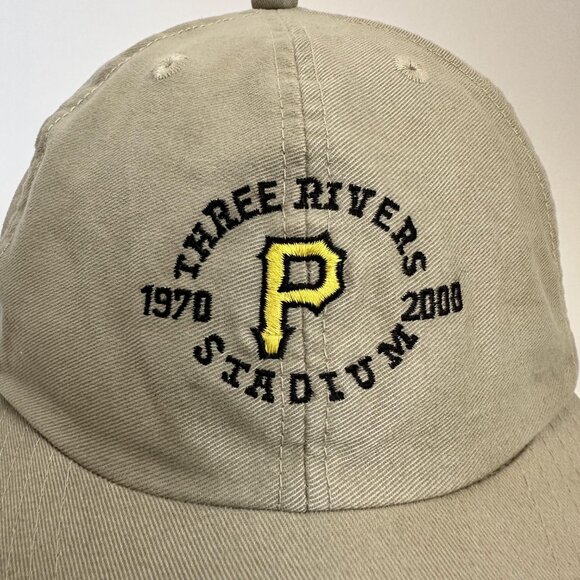 THREE RIVERS
P
1970
2000
STADIUM